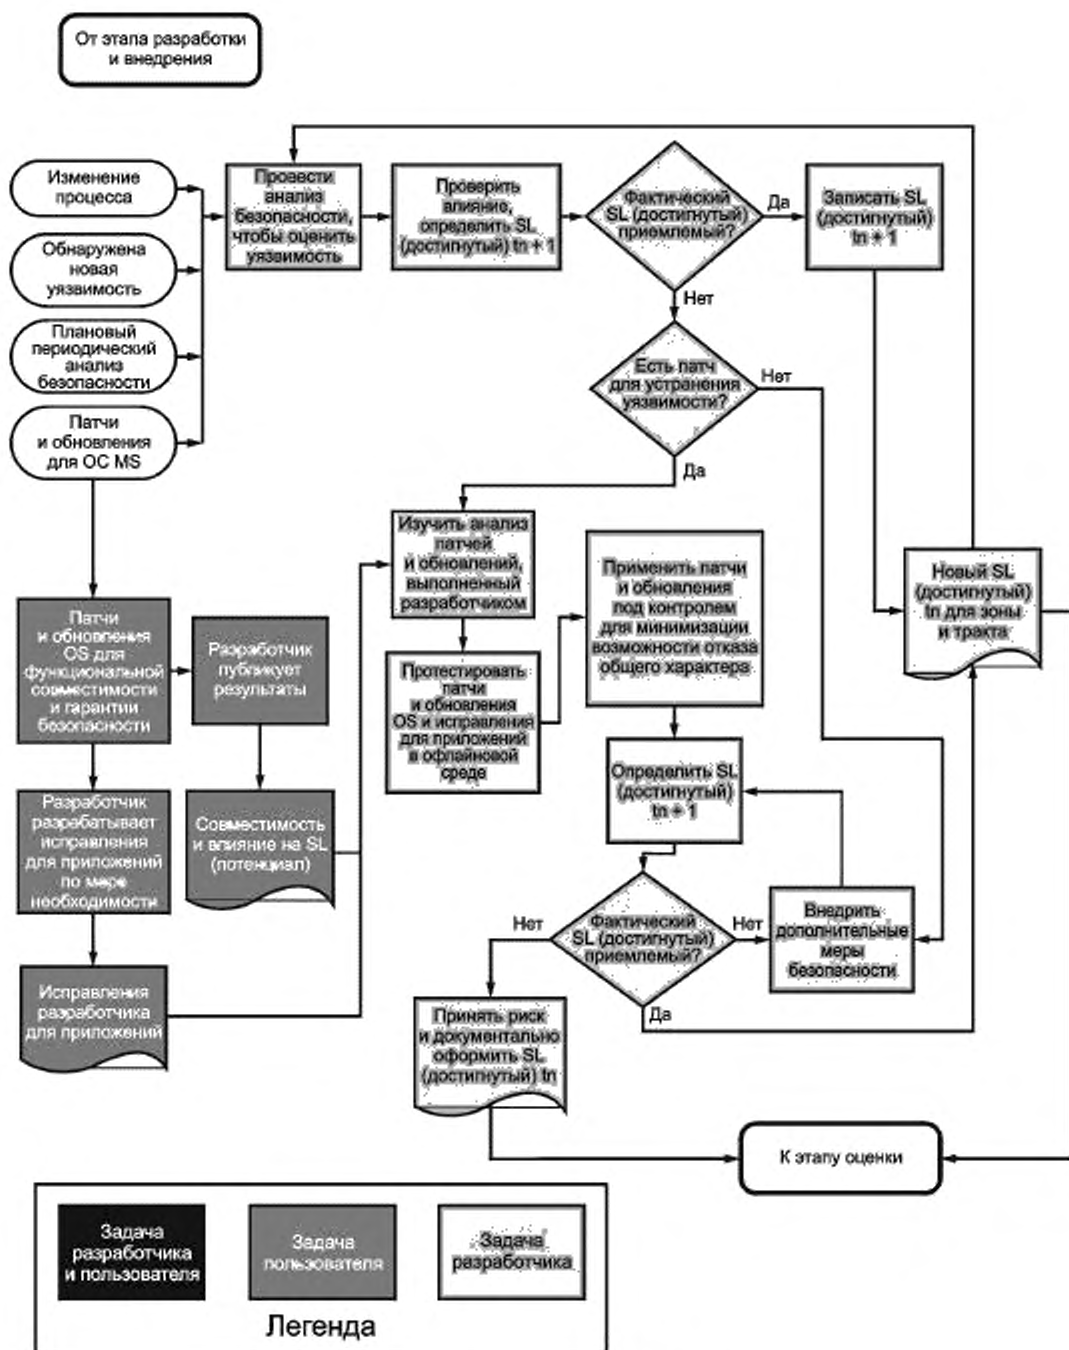 От этапа разработки
и внедрения
Изменение
процесса
Обнаружена
новая
уязвимость
Плановый
периодический
анализ
безопасности
Патчи
и обновления
для ОС MS
Провести
анализ
безопасности,
чтобы оценить
уязвимость
Проверить
влияние,
определить SL
(достигнутый) tn + 1
Фактический
SL (достигнутый)
приемлемый?
Да
Записать SL
(достигнутый)
tn + 1
Нет
Есть патч
для устранения
уязвимости?
Нет
Да
Изучить анализ
патчей
и обновлений,
выполненный
разработчиком
Применить патчи
и обновления
под контролем
для минимизации
возможности отказа
общего характера
Новый SL
(достигнутый)
tn для зоны
и тракта
Патчи
и обновления
OS для
функциональной
совместимости
и гарантии
безопасности
Разработчик
публикует
результаты
Протестировать
патчи
и обновления
OS и исправления
для приложений
в офлайновой
среде
Определить SL
(достигнутый)
tn + 1
Разработчик
разрабатывает
исправления
для приложений
по мере
необходимости
Совместимость
и влияние на SL
(потенциал)
Нет
Фактический
SL (достигнутый)
приемлемый?
Нет
Внедрить
дополнительные
меры
безопасности
Да
Исправления
разработчика
для приложений
Принять риск
и документально
оформить SL
(достигнутый) tn
К этапу оценки
Задача
разработчика
и пользователя
Задача
пользователя
Задача
разработчика
Легенда